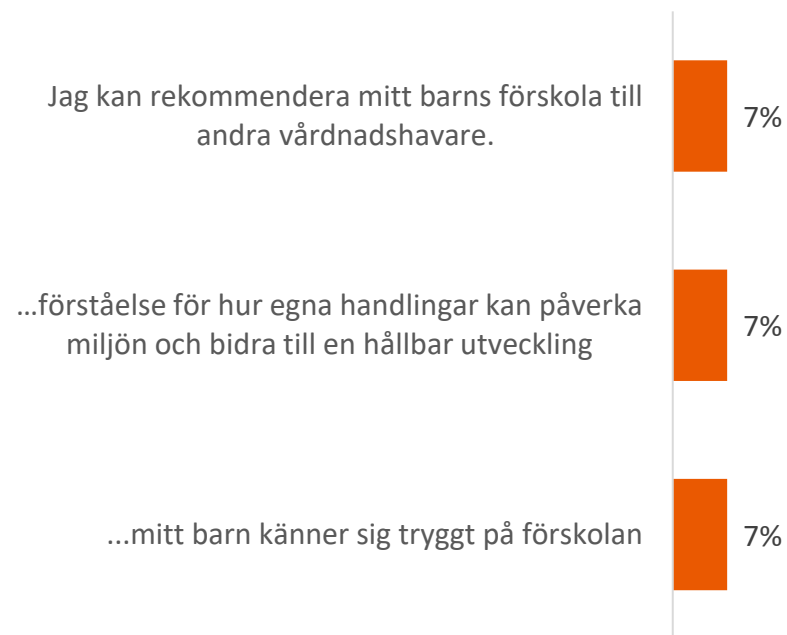 Jag kan rekommendera mitt barns förskola till
andra vårdnadshavare.
7%
...förståelse för hur egna handlingar kan påverka
miljön och bidra till en hållbar utveckling
7%
...mitt barn känner sig tryggt på förskolan
7%